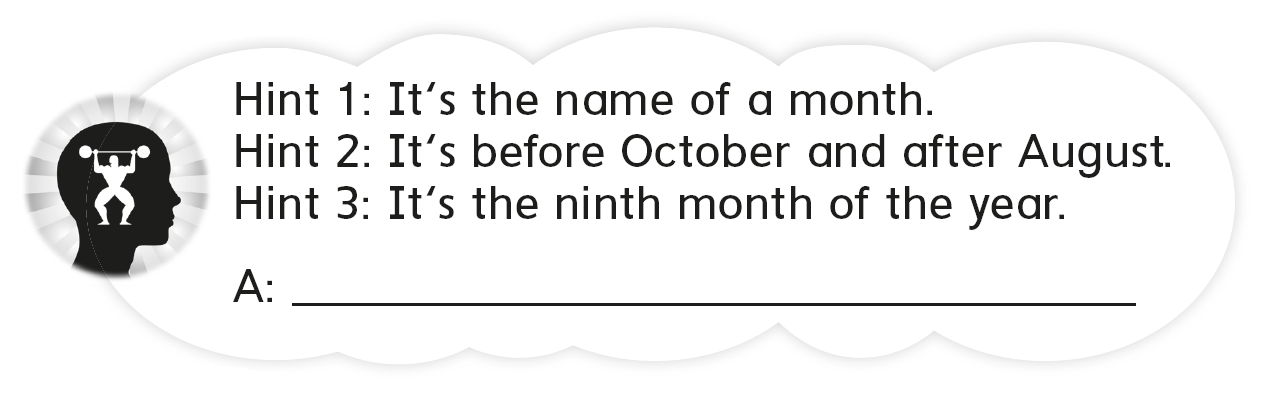 Hint 1: It‘s the name of a month.
Hint 2: It‘s before October and after August.
Hint 3: It‘s the ninth month of the year.
A: